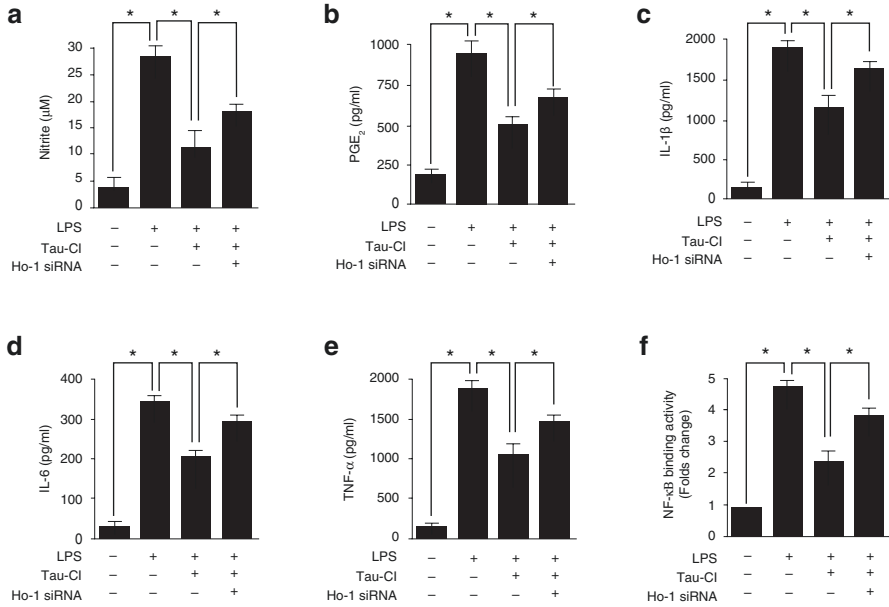 a
* * *
30
25
20
15
10
5
0
Nitrite (μM)
LPS – + + +
Tau-Cl – – + +
Ho-1 siRNA – – – +
b
* * *
1000
750
500
250
0
PGE2 (pg/ml)
LPS – + + +
Tau-Cl – – + +
Ho-1 siRNA – – – +
c
* * *
2000
1500
1000
500
0
IL-1β (pg/ml)
LPS – + + +
Tau-Cl – – + +
Ho-1 siRNA – – – +
d
* * *
400
300
200
100
0
IL-6 (pg/ml)
LPS – + + +
Tau-Cl – – + +
Ho-1 siRNA – – – +
e
* * *
2000
1500
1000
500
0
TNF-α (pg/ml)
LPS – + + +
Tau-Cl – – + +
Ho-1 siRNA – – – +
f
* * *
5
4
3
2
1
0
NF-κB binding activity
(Folds change)
LPS – + + +
Tau-Cl – – + +
Ho-1 siRNA – – – +